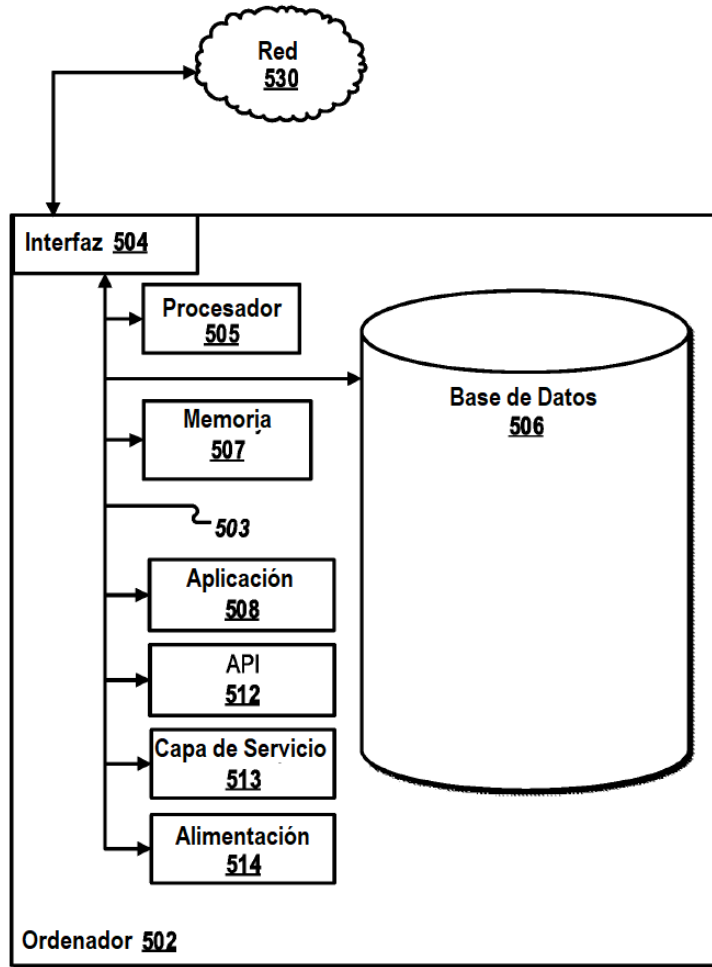 Red
530
Interfaz 504
Procesador
505
Base de Datos
506
Memorja
507
503
Aplicación
508
API
512
Capa de Servicio
513
Alimentación
514
Ordenador 502